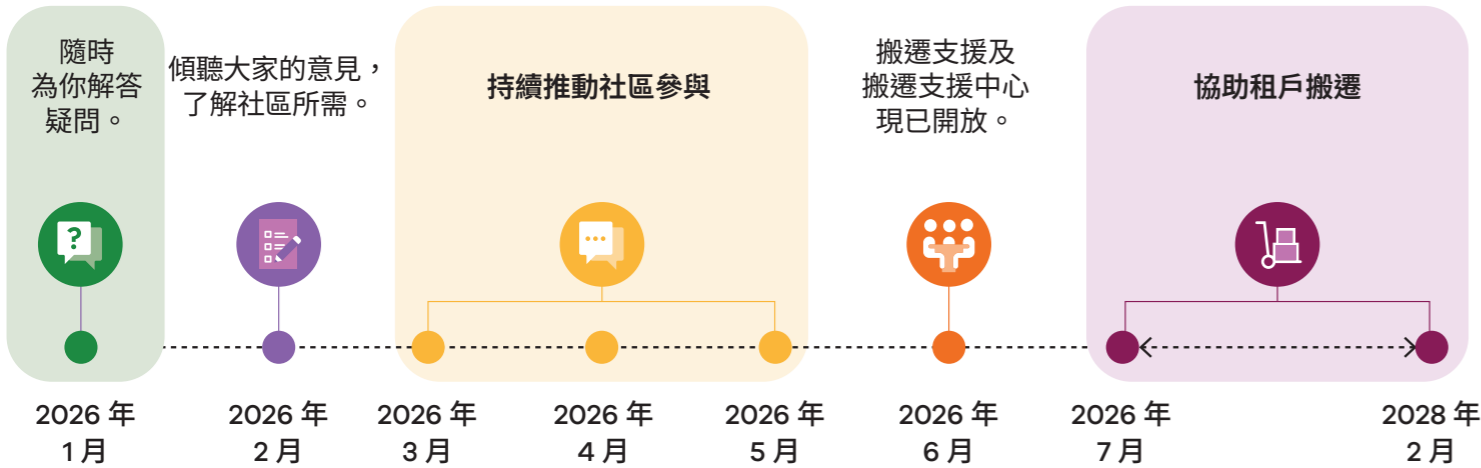 隨時
為你解答
疑問。
傾聽大家的意見，
了解社區所需。
持續推動社區參與
搬遷支援及
搬遷支援中心
現已開放。
協助租戶搬遷
?
2026 年
1 月
2026 年
2 月
2026 年
3 月
2026 年
4 月
2026 年
5 月
2026 年
6 月
2026 年
7 月
2028 年
2 月